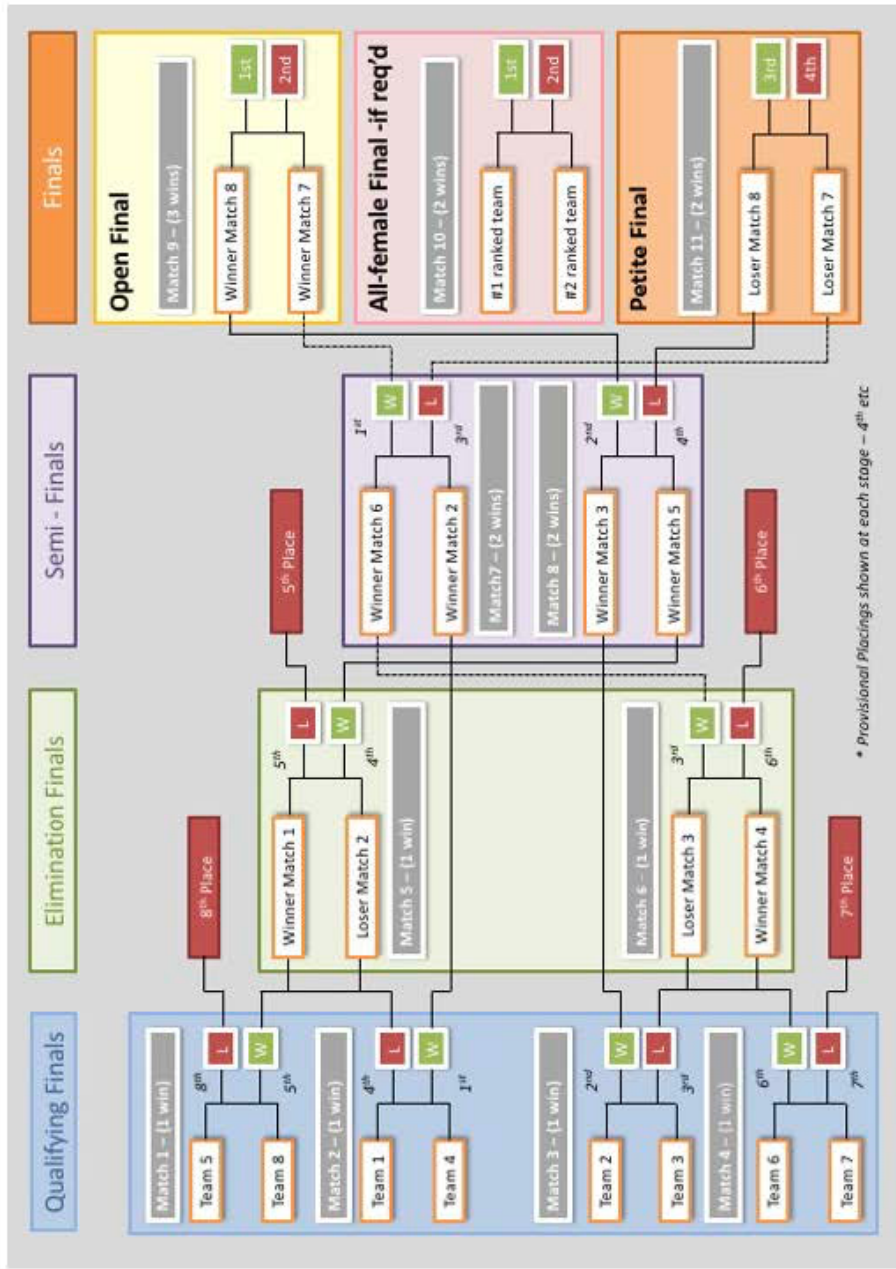 Qualifying Finals
Match 1 – (1 win)
Team 5
Team 8
8th
L
W
5th
Match 2 – (1 win)
Team 1
Team 4
4th
L
W
1st
Match 3 – (1 win)
Team 2
Team 3
2nd
W
L
3rd
Match 4 – (1 win)
Team 6
Team 7
6th
W
L
7th
Elimination Finals
8th Place
Winner Match 1
Loser Match 2
5th
L
W
4th
Match 5 – (1 win)
Match 6 – (1 win)
Loser Match 3
Winner Match 4
3rd
W
L
6th
7th Place
Semi - Finals
5th Place
Winner Match 6
Winner Match 2
1st
W
L
3rd
Match7 – (2 wins)
Match 8 – (2 wins)
Winner Match 3
Winner Match 5
2nd
W
L
4th
6th Place
Finals
Open Final
Match 9 – (3 wins)
Winner Match 8
Winner Match 7
1st
2nd
All-female Final -if req'd
Match 10 – (2 wins)
#1 ranked team
#2 ranked team
1st
2nd
Petite Final
Match 11 – (2 wins)
Loser Match 8
Loser Match 7
3rd
4th
* Provisional Placings shown at each stage – 4th etc